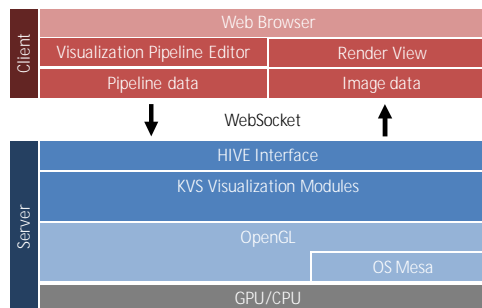 Client
Web Browser
Visualization Pipeline Editor
Render View
Pipeline data
Image data
WebSocket
Server
HIVE Interface
KVS Visualization Modules
OpenGL
OS Mesa
GPU/CPU